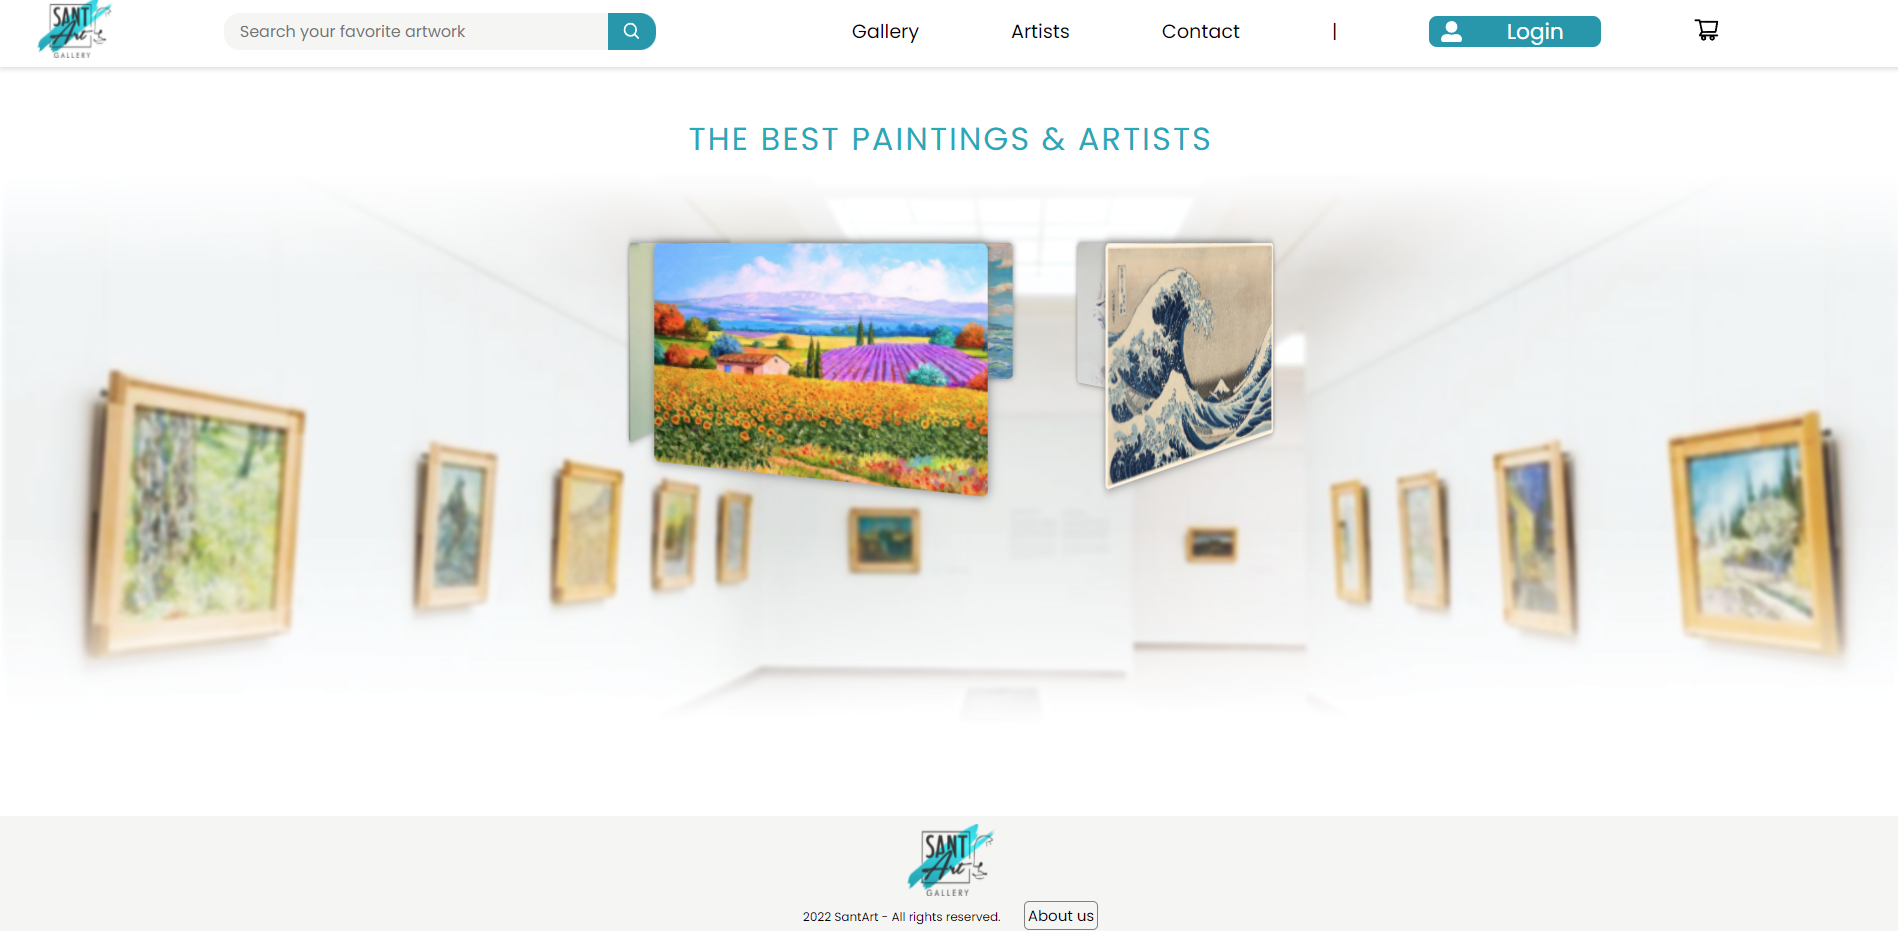 SANT
Art
GALLERY
Search your favorite artwork
Gallery
Artists
Contact
|
Login
THE BEST PAINTINGS & ARTISTS
SANT
Art
GALLERY
2022 SantArt - All rights reserved.
About us